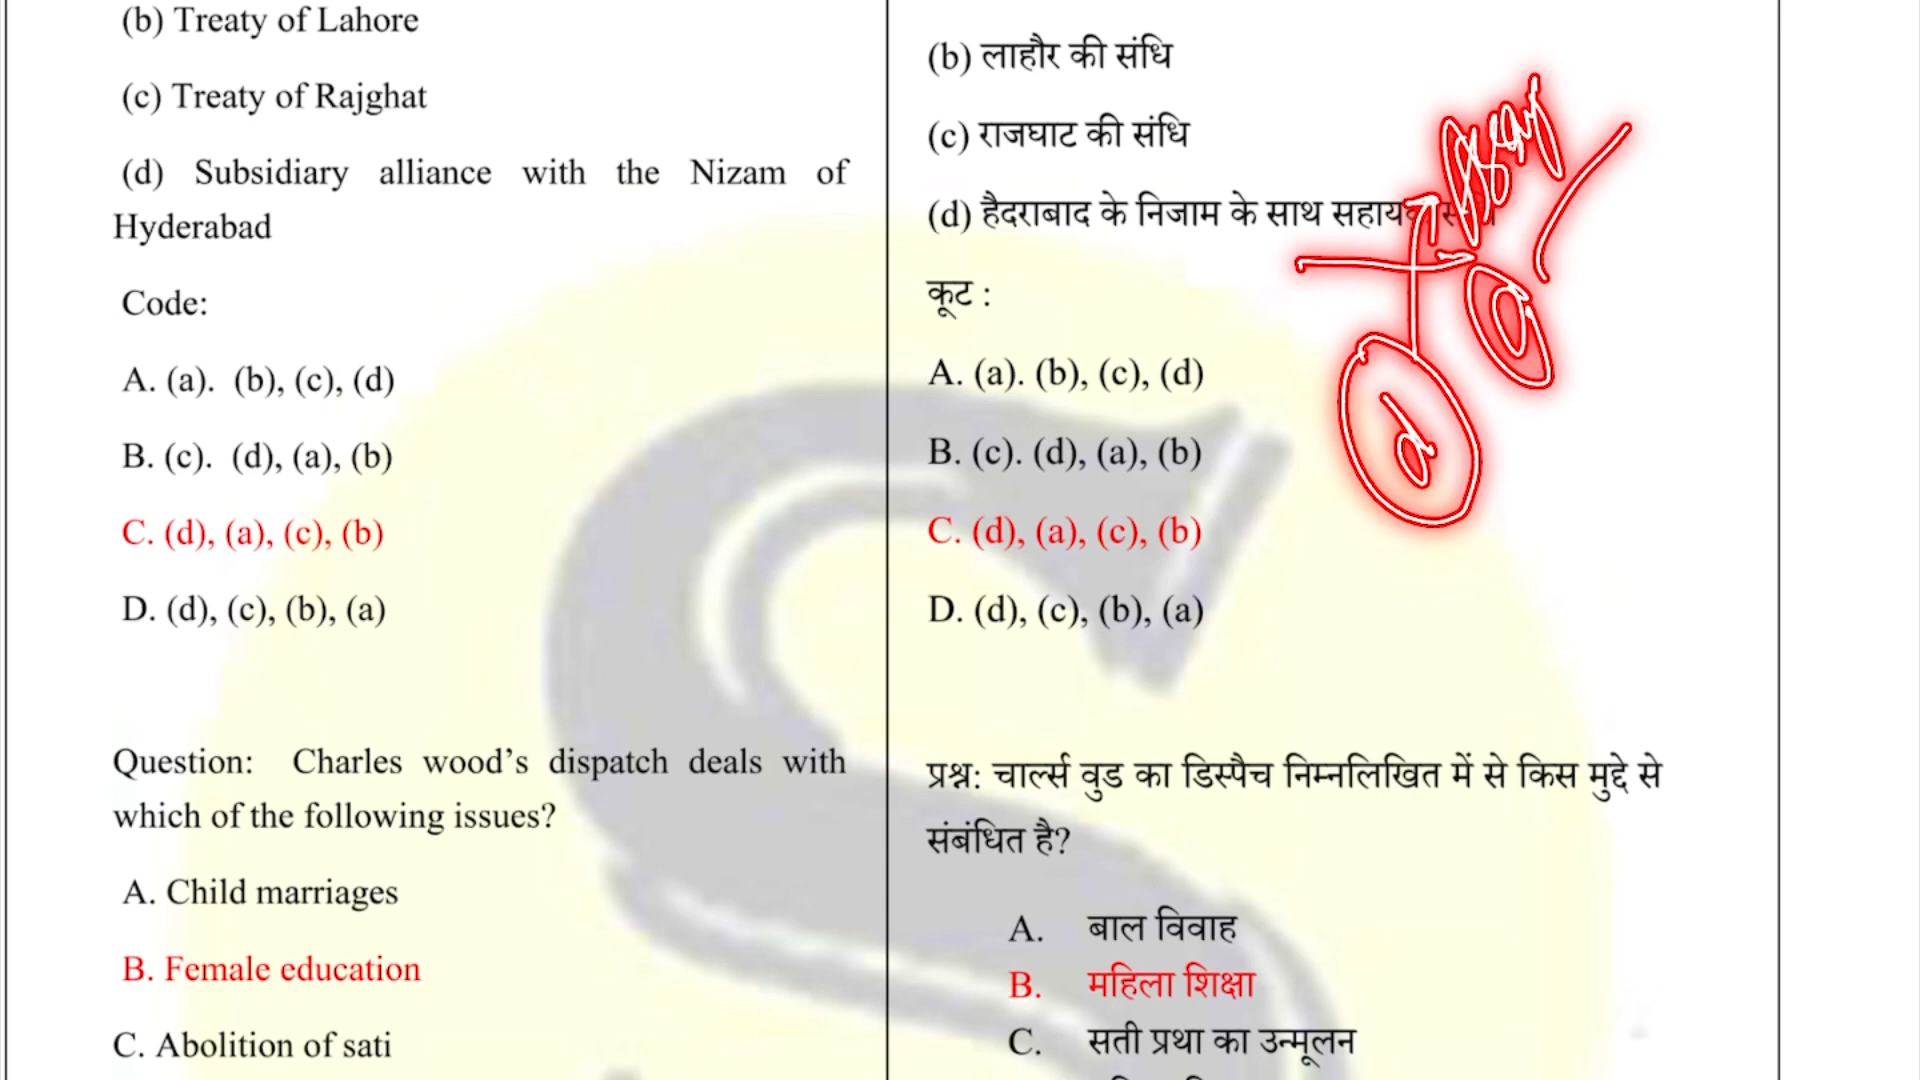 (b) Treaty of Lahore
(c) Treaty of Rajghat
(d) Subsidiary alliance with the Nizam of
Hyderabad
Code:
A. (a). (b), (c), (d)
B. (c). (d), (a), (b)
C. (d), (a), (c), (b)
D. (d), (c), (b), (a)
Question: Charles wood’s dispatch deals with
which of the following issues?
A. Child marriages
B. Female education
C. Abolition of sati
(b) लाहौर की संधि
(c) राजघाट की संधि
(d) हैदराबाद के निजाम के साथ
कूट :
A. (a). (b), (c), (d)
B. (c). (d), (a), (b)
C. (d), (a), (c), (b)
D. (d), (c), (b), (a)
प्रश्न: चार्ल्स वुड का डिस्पैच निम्नलिखित में से किस मुद्दे से
संबंधित है?
A. बाल विवाह
B. महिला शिक्षा
C. सती प्रथा का उन्मूलन
d
a